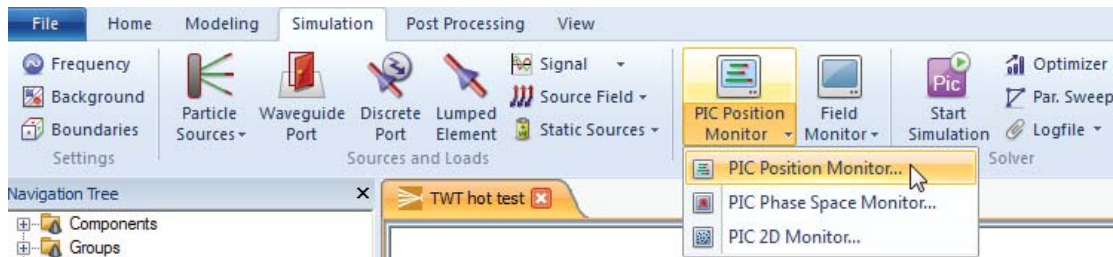 File Home Modeling Simulation Post Processing View
Frequency
Background
Boundaries
Settings
Particle Sources
Waveguide Port
Discrete Port
Lumped Element
Signal
Source Field
Static Sources
Sources and Loads
PIC Position Monitor
Field Monitor
Pic
Start Simulation
Optimizer
Par. Sweep
Logfile
Solver
PIC Position Monitor...
PIC Phase Space Monitor...
PIC 2D Monitor...
Navigation Tree
Components
Groups
TWT hot test